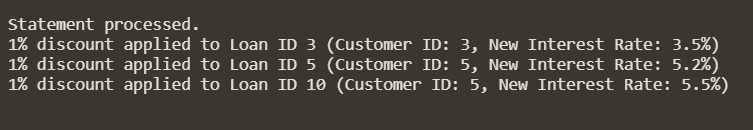 Statement processed.
1% discount applied to Loan ID 3 (Customer ID: 3, New Interest Rate: 3.5%)
1% discount applied to Loan ID 5 (Customer ID: 5, New Interest Rate: 5.2%)
1% discount applied to Loan ID 10 (Customer ID: 5, New Interest Rate: 5.5%)